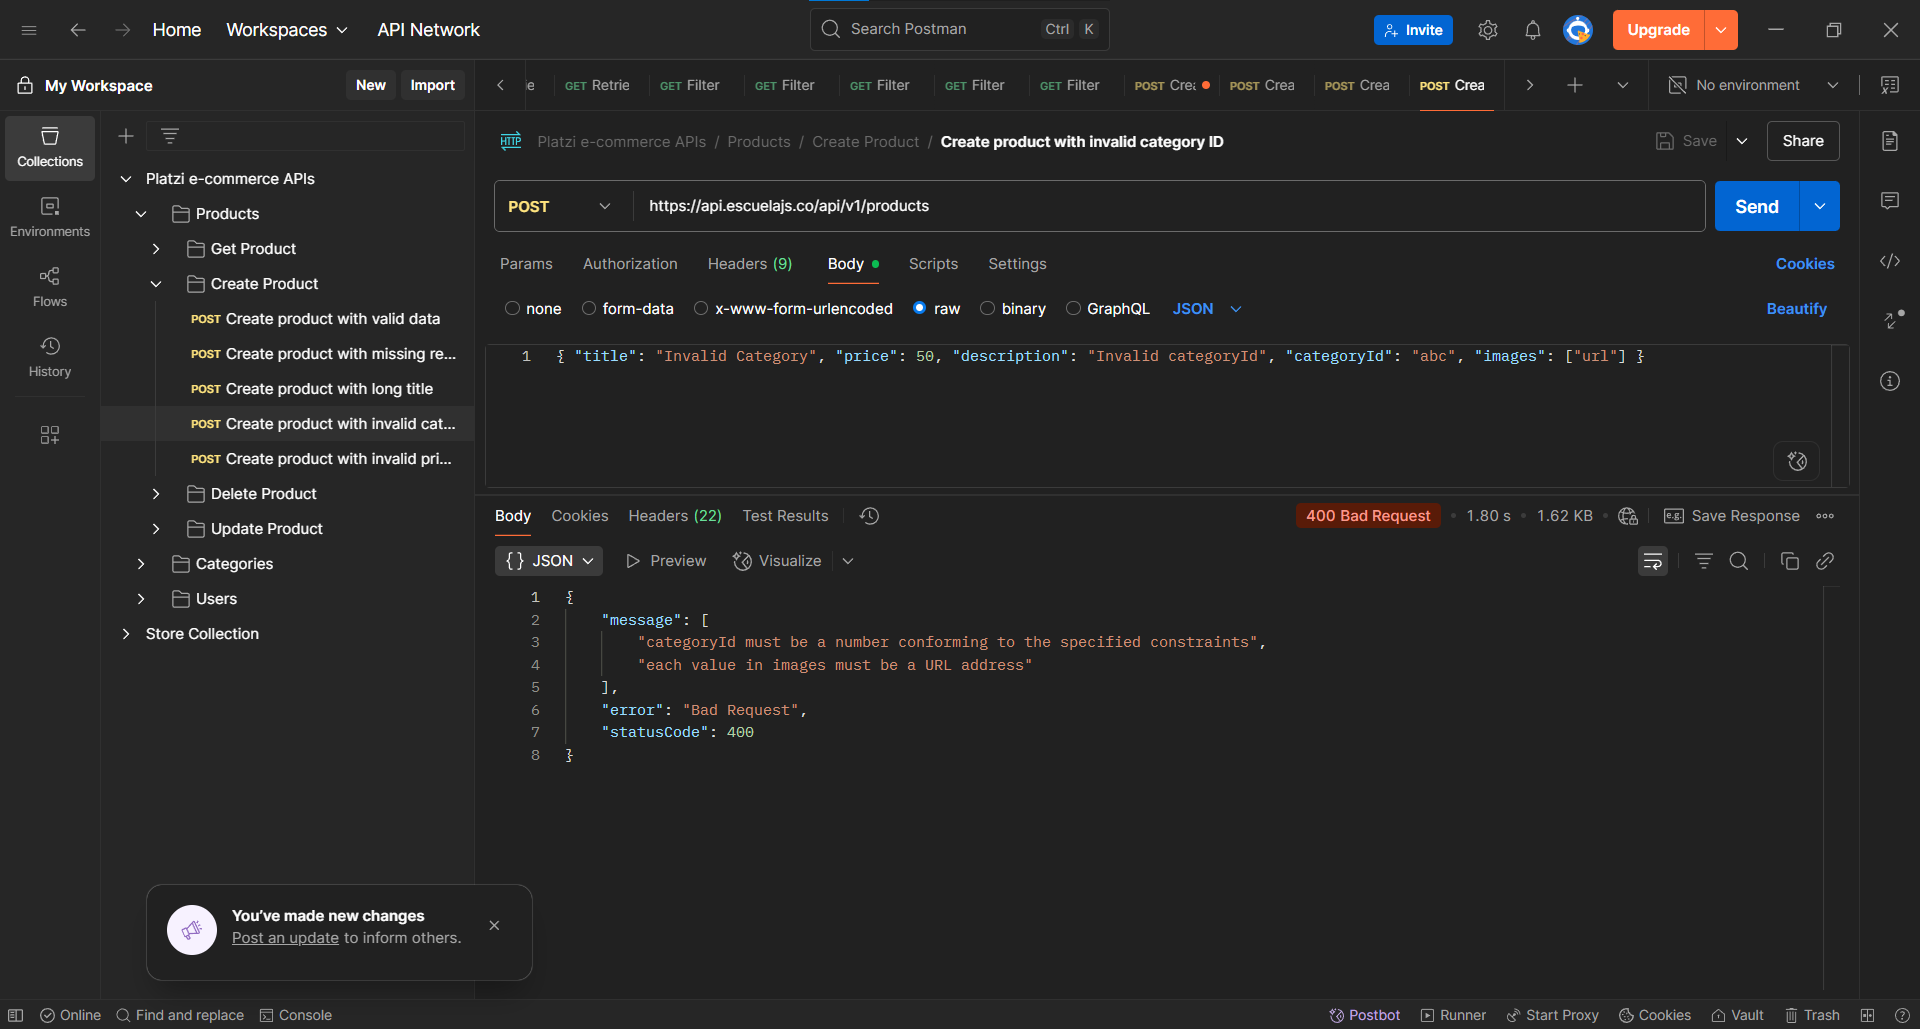 Home
Workspaces
API Network
Search Postman
Ctrl
K
Invite
Upgrade
My Workspace
New
Import
GET Retrie
GET Filter
GET Filter
GET Filter
GET Filter
GET Filter
POST Crea
POST Crea
POST Crea
POST Crea
No environment
Collections
Environments
Flows
History
Platzi e-commerce APIs
Products
Get Product
Create Product
POST Create product with valid data
POST Create product with missing re...
POST Create product with long title
POST Create product with invalid cat...
POST Create product with invalid pri...
Delete Product
Update Product
Categories
Users
Store Collection
HTTP Platzi e-commerce APIs / Products / Create Product / Create product with invalid category ID
Save
Share
POST
https://api.escuelajs.co/api/v1/products
Send
Params
Authorization
Headers (9)
Body
Scripts
Settings
Cookies
none
form-data
x-www-form-urlencoded
raw
binary
GraphQL
JSON
Beautify
1 { "title": "Invalid Category", "price": 50, "description": "Invalid categoryId", "categoryId": "abc", "images": ["url"] }
Body
Cookies
Headers (22)
Test Results
400 Bad Request
1.80 s
1.62 KB
e.g. Save Response
{} JSON
Preview
Visualize
1 {
2 "message": [
3 "categoryId must be a number conforming to the specified constraints",
4 "each value in images must be a URL address"
5 ],
6 "error": "Bad Request",
7 "statusCode": 400
8 }
You've made new changes
Post an update to inform others.
Online
Find and replace
Console
Postbot
Runner
Start Proxy
Cookies
Vault
Trash